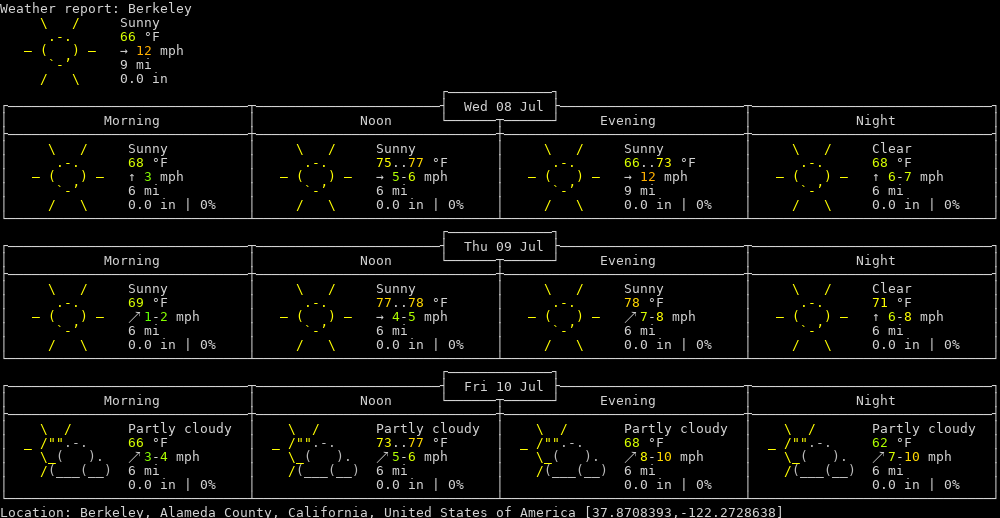 Weather report: Berkeley
Sunny
66 °F
→ 12 mph
9 mi
0.0 in
Wed 08 Jul
Morning Noon Evening Night
Sunny Sunny Sunny Clear
68 °F 75..77 °F 66..73 °F 68 °F
↑ 3 mph → 5-6 mph → 12 mph ↑ 6-7 mph
6 mi 6 mi 9 mi 6 mi
0.0 in | 0% 0.0 in | 0% 0.0 in | 0% 0.0 in | 0%
Thu 09 Jul
Morning Noon Evening Night
Sunny Sunny Sunny Clear
69 °F 77..78 °F 78 °F 71 °F
↗ 1-2 mph → 4-5 mph ↗ 7-8 mph ↑ 6-8 mph
6 mi 6 mi 6 mi 6 mi
0.0 in | 0% 0.0 in | 0% 0.0 in | 0% 0.0 in | 0%
Fri 10 Jul
Morning Noon Evening Night
Partly cloudy Partly cloudy Partly cloudy Partly cloudy
66 °F 73..77 °F 68 °F 62 °F
↗ 3-4 mph ↗ 5-6 mph ↗ 8-10 mph ↗ 7-10 mph
6 mi 6 mi 6 mi 6 mi
0.0 in | 0% 0.0 in | 0% 0.0 in | 0% 0.0 in | 0%
Location: Berkeley, Alameda County, California, United States of America [37.8708393,-122.2728638]